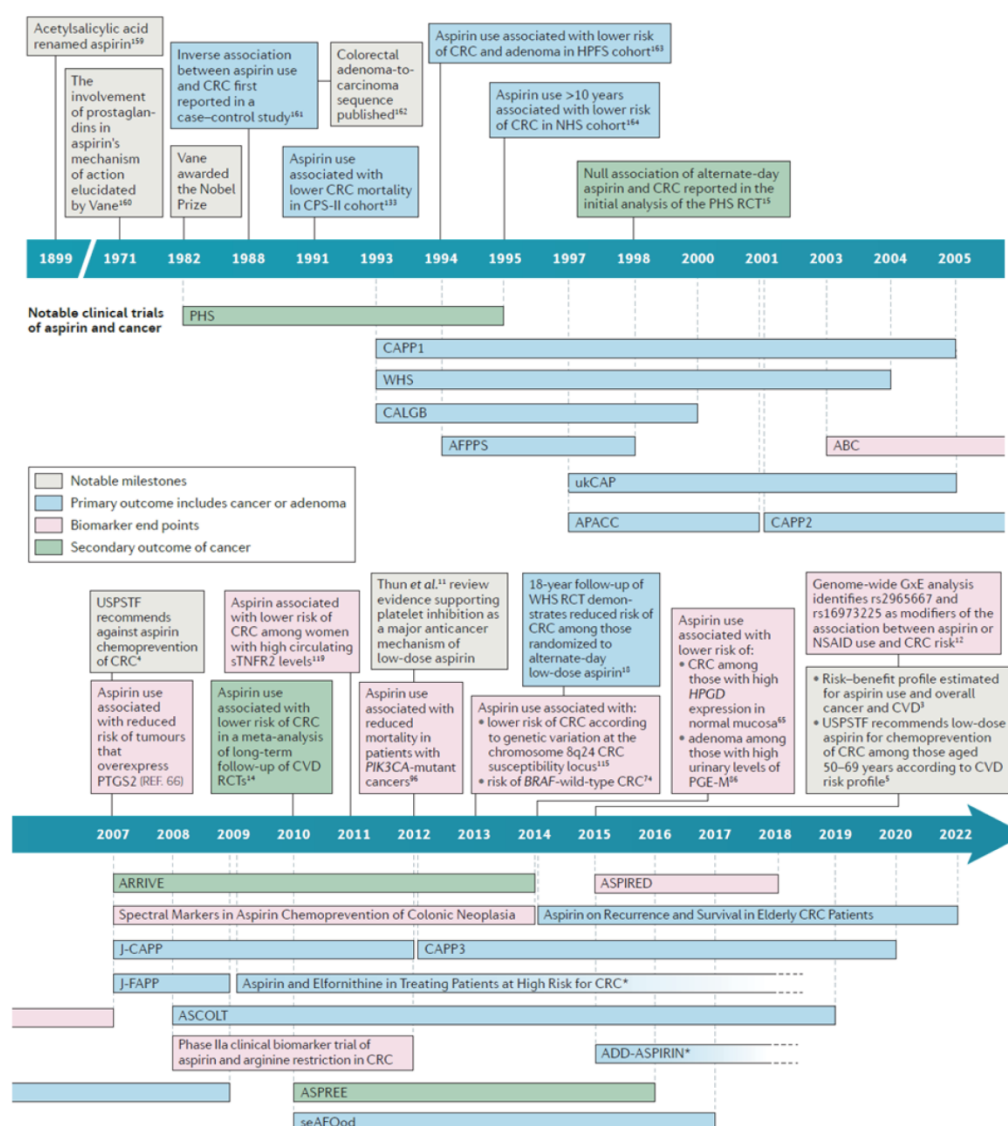 Acetylsalicylic acid
renamed aspirin¹⁵⁹
The
involvement
of prostaglan-
dins in
aspirin's
mechanism
of action
elucidated
by Vane¹⁶⁰
Inverse association
between aspirin use
and CRC first
reported in a
case–control study¹⁶¹
Vane
awarded
the Nobel
Prize
Colorectal
adenoma-to-
carcinoma
sequence
published¹⁶²
Aspirin use
associated with
lower CRC mortality
in CPS-II cohort¹³³
Aspirin use associated with lower risk
of CRC and adenoma in HPFS cohort¹⁶³
Aspirin use >10 years
associated with lower risk
of CRC in NHS cohort¹⁶⁴
Null association of alternate-day
aspirin and CRC reported in the
initial analysis of the PHS RCT¹⁵
1899 1971 1982 1988 1991 1993 1994 1995 1997 1998 2000 2001 2003 2004 2005
Notable clinical trials
of aspirin and cancer
PHS
CAPP1
WHS
CALGB
AFPPS
ABC
ukCAP
APACC
CAPP2
Notable milestones
Primary outcome includes cancer or adenoma
Biomarker end points
Secondary outcome of cancer
USPSTF
recommends
against aspirin
chemoprevention
of CRC⁴
Aspirin use
associated
with reduced
risk of tumours
that
overexpress
PTGS2 (REF. 66)
Aspirin associated
with lower risk of
CRC among women
with high circulating
sTNFR2 levels¹¹⁹
Aspirin use
associated with
lower risk of CRC
in a meta-analysis
of long-term
follow-up of CVD
RCTs¹⁴
Thun et al.¹¹ review
evidence supporting
platelet inhibition as
a major anticancer
mechanism of
low-dose aspirin
Aspirin use
associated with
reduced
mortality in
patients with
PIK3CA-mutant
cancers⁹⁶
18-year follow-up of
WHS RCT demon-
strates reduced risk of
CRC among those
randomized to
alternate-day
low-dose aspirin¹⁰
Aspirin use associated with:
• lower risk of CRC according
to genetic variation at the
chromosome 8q24 CRC
susceptibility locus¹¹⁵
• risk of BRAF-wild-type CRC⁷⁴
Aspirin use
associated with
lower risk of:
• CRC among
those with high
HPGD
expression in
normal mucosa⁶⁵
• adenoma among
those with high
urinary levels of
PGE-M⁸⁶
Genome-wide GxE analysis
identifies rs2965667 and
rs16973225 as modifiers of the
association between aspirin or
NSAID use and CRC risk¹²
• Risk–benefit profile estimated
for aspirin use and overall
cancer and CVD³
• USPSTF recommends low-dose
aspirin for chemoprevention
of CRC among those aged
50–69 years according to CVD
risk profile⁵
2007 2008 2009 2010 2011 2012 2013 2014 2015 2016 2017 2018 2019 2020 2022
ARRIVE
ASPIRED
Spectral Markers in Aspirin Chemoprevention of Colonic Neoplasia
Aspirin on Recurrence and Survival in Elderly CRC Patients
J-CAPP
CAPP3
J-FAPP
Aspirin and Elfornithine in Treating Patients at High Risk for CRC*
ASCOLT
Phase IIa clinical biomarker trial of
aspirin and arginine restriction in CRC
ADD-ASPIRIN*
ASPREE
seAFOod